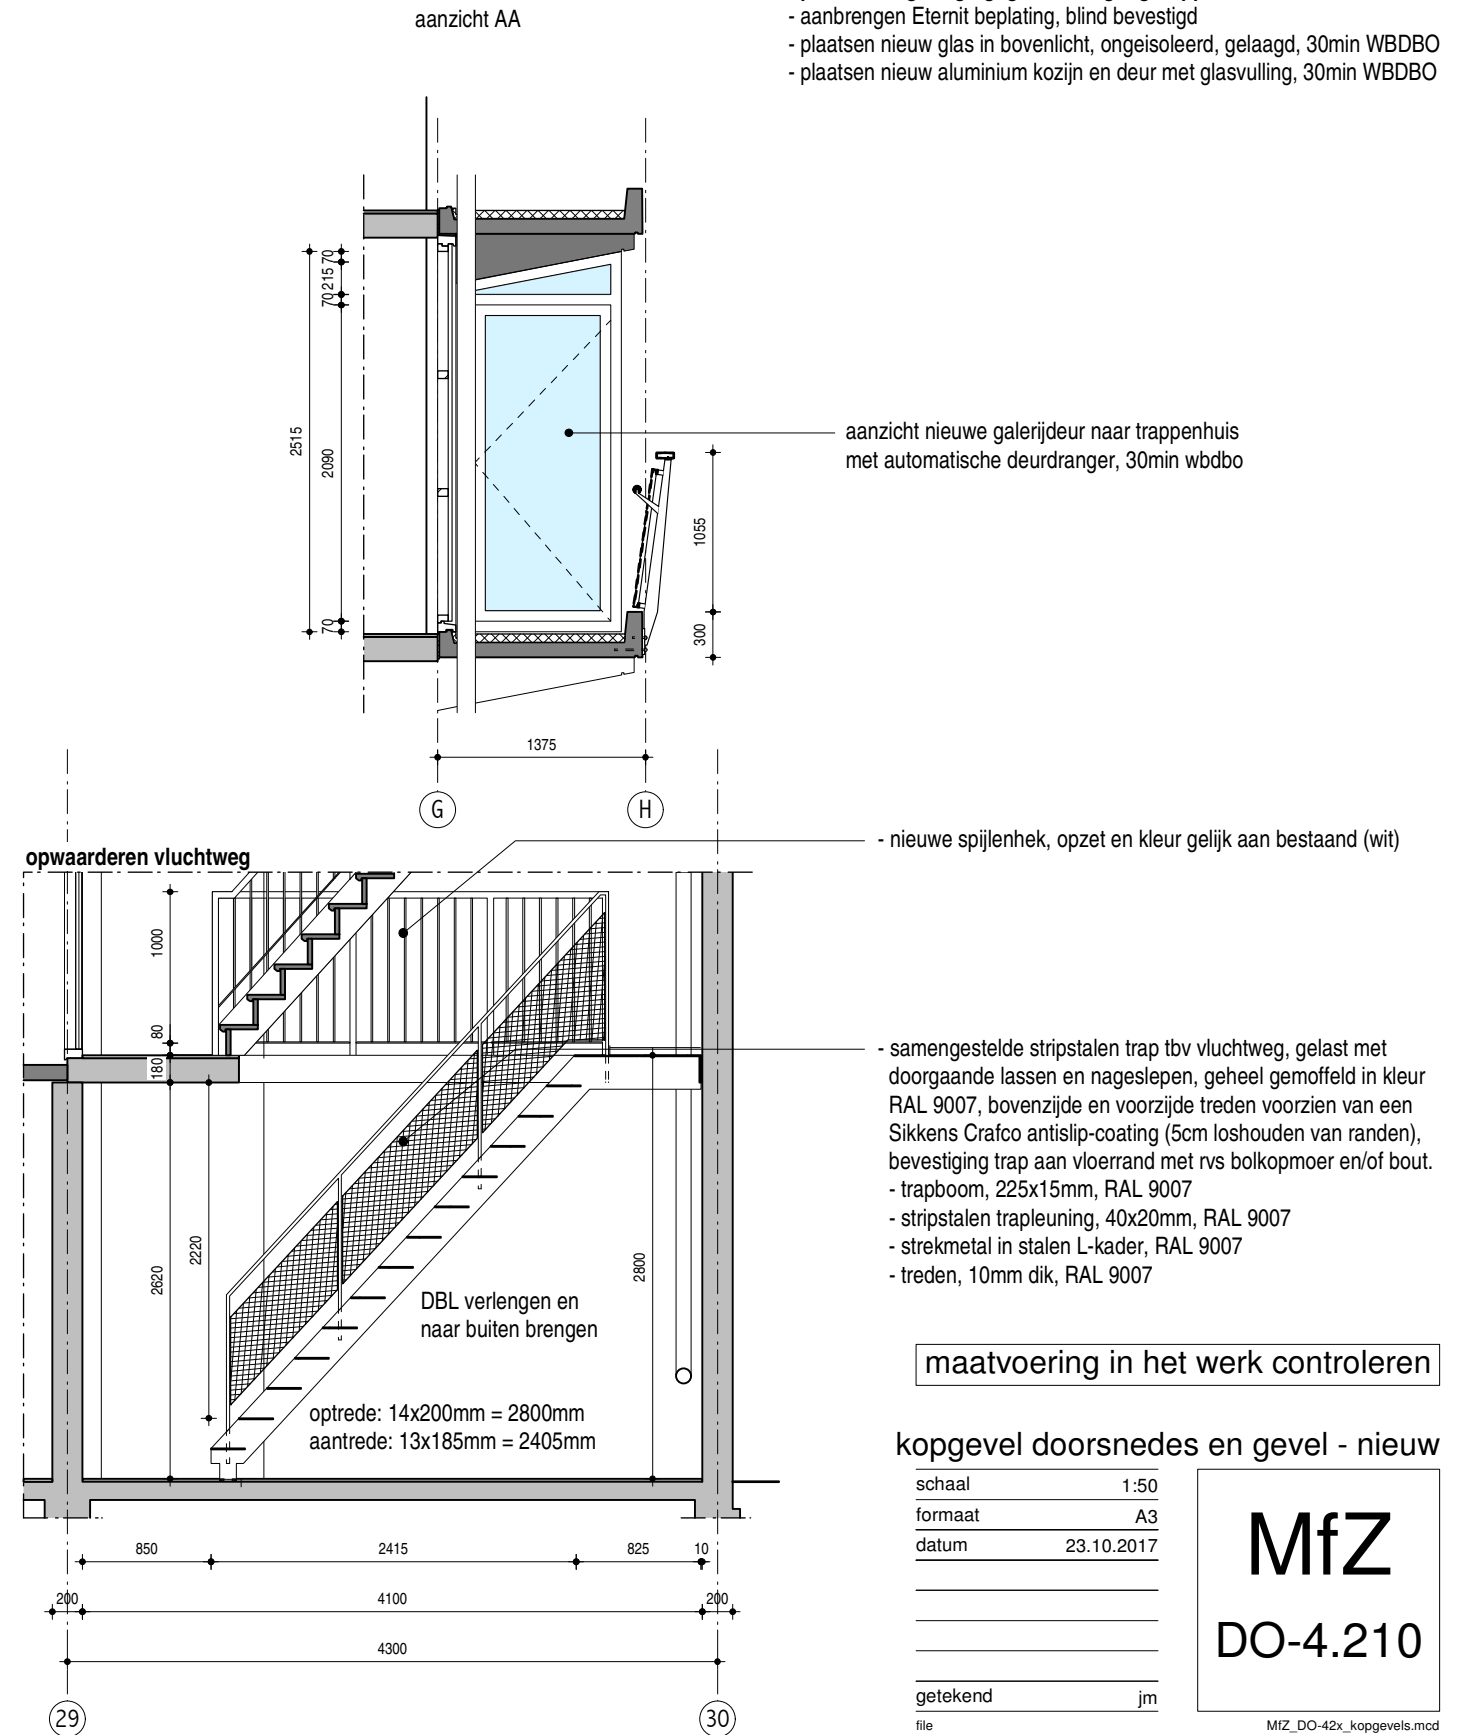 aanzicht AA
- aanbrengen Eternit beplating, blind bevestigd
- plaatsen nieuw glas in bovenlicht, ongeisoleerd, gelaagd, 30min WBDBO
- plaatsen nieuw aluminium kozijn en deur met glasvulling, 30min WBDBO
70
215
70
2515
2090
70
aanzicht nieuwe galerijdeur naar trappenhuis
met automatische deurdranger, 30min wbdbo
1055
300
1375
G
H
- nieuwe spijlenhek, opzet en kleur gelijk aan bestaand (wit)
opwaarderen vluchtweg
1000
80
180
2220
2620
2800
- samengestelde stripstalen trap tbv vluchtweg, gelast met
doorgaande lassen en nageslepen, geheel gemoffeld in kleur
RAL 9007, bovenzijde en voorzijde treden voorzien van een
Sikkens Crafco antislip-coating (5cm loshouden van randen),
bevestiging trap aan vloerrand met rvs bolkopmoer en/of bout.
- trapboom, 225x15mm, RAL 9007
- stripstalen trapleuning, 40x20mm, RAL 9007
- strekmetal in stalen L-kader, RAL 9007
- treden, 10mm dik, RAL 9007
DBL verlengen en
naar buiten brengen
optrede: 14x200mm = 2800mm
aantrede: 13x185mm = 2405mm
maatvoering in het werk controleren
kopgevel doorsnedes en gevel - nieuw
schaal 1:50
formaat A3
datum 23.10.2017
MfZ
DO-4.210
getekend jm
file MfZ_DO-42x_kopgevels.mcd
850 2415 825 10
200 4100 200
4300
29
30